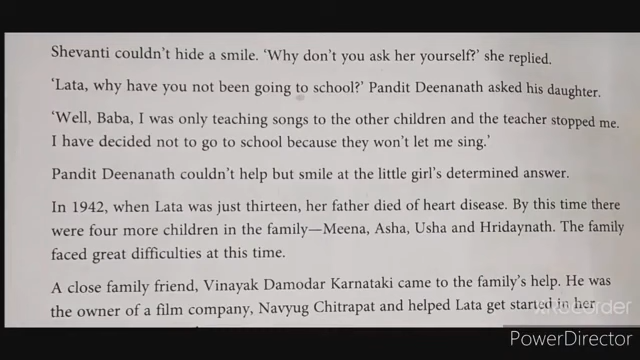 Shevanti couldn't hide a smile. 'Why don't you ask her yourself?' she replied.
'Lata, why have you not been going to school?' Pandit Deenanath asked his daughter.
'Well, Baba, I was only teaching songs to the other children and the teacher stopped me.
I have decided not to go to school because they won't let me sing.'
Pandit Deenanath couldn't help but smile at the little girl's determined answer.
In 1942, when Lata was just thirteen, her father died of heart disease. By this time there
were four more children in the family—Meena, Asha, Usha and Hridaynath. The family
faced great difficulties at this time.
A close family friend, Vinayak Damodar Karnataki came to the family's help. He was
the owner of a film company, Navyug Chitrapat and helped Lata get started in her
PowerDirector